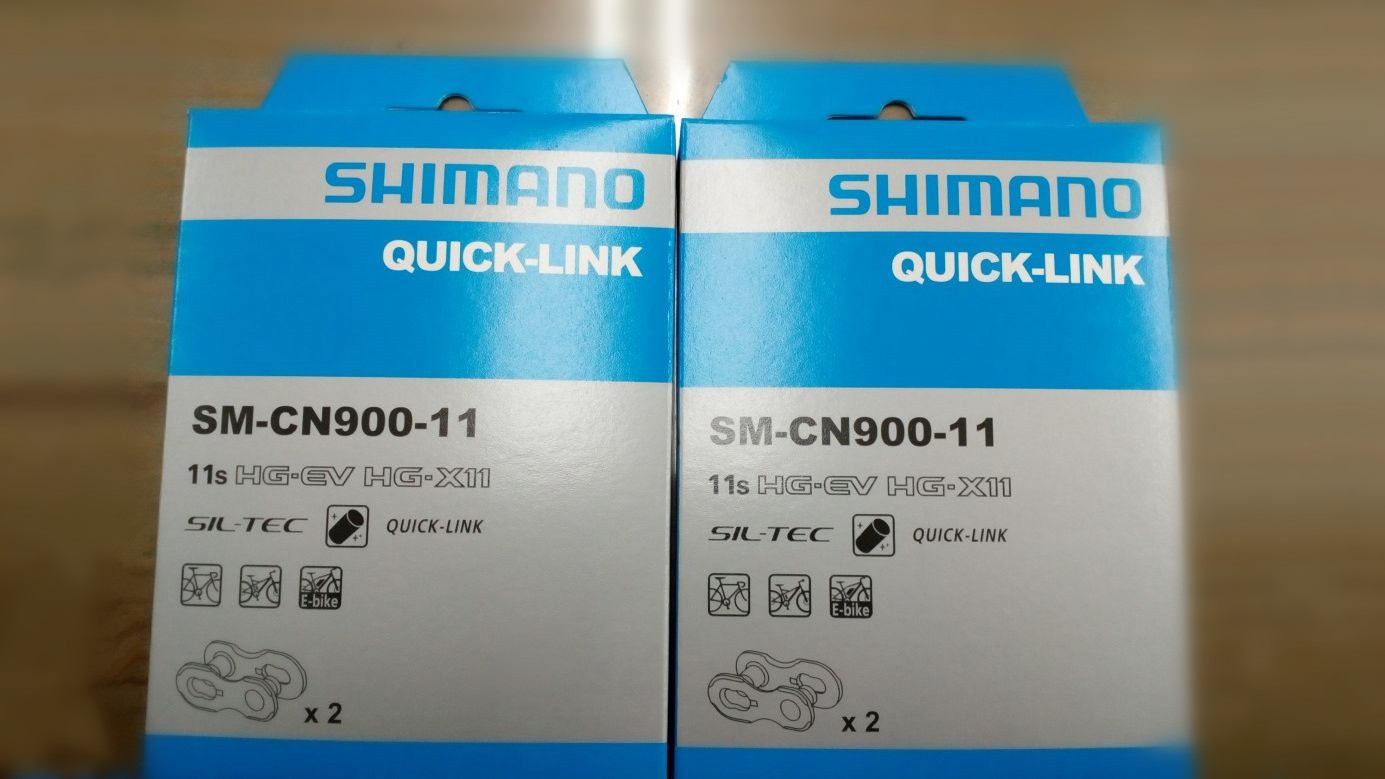 SHIMANO
QUICK-LINK
SM-CN900-11
11s HG-EV HG-X11
SIL-TEC QUICK-LINK
E-bike
x 2
SHIMANO
QUICK-LINK
SM-CN900-11
11s HG-EV HG-X11
SIL-TEC QUICK-LINK
E-bike
x 2